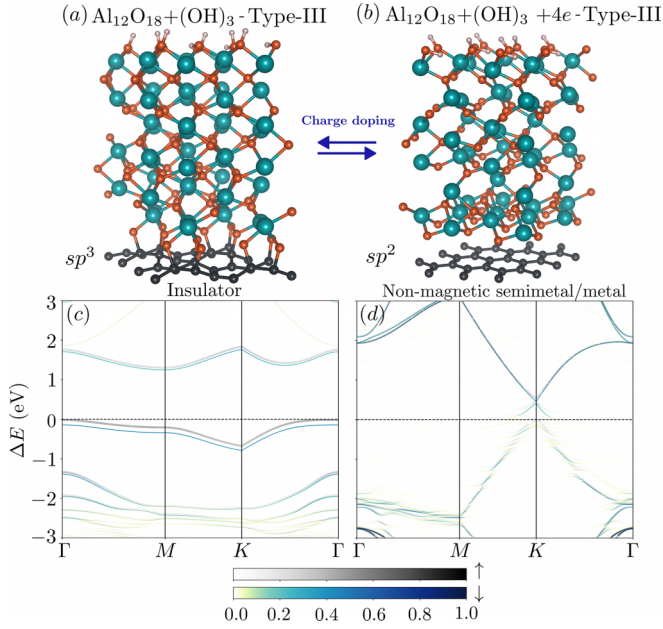 (a) Al₁₂O₁₈+(OH)₃-Type-III
(b) Al₁₂O₁₈+(OH)₃ +4e-Type-III
Charge doping
sp³
sp²
Insulator
Non-magnetic semimetal/metal
(c)
(d)
ΔE (eV)
3
2
1
0
−1
−2
−3
Γ M K Γ
Γ M K Γ
↑
↓
0.0 0.2 0.4 0.6 0.8 1.0